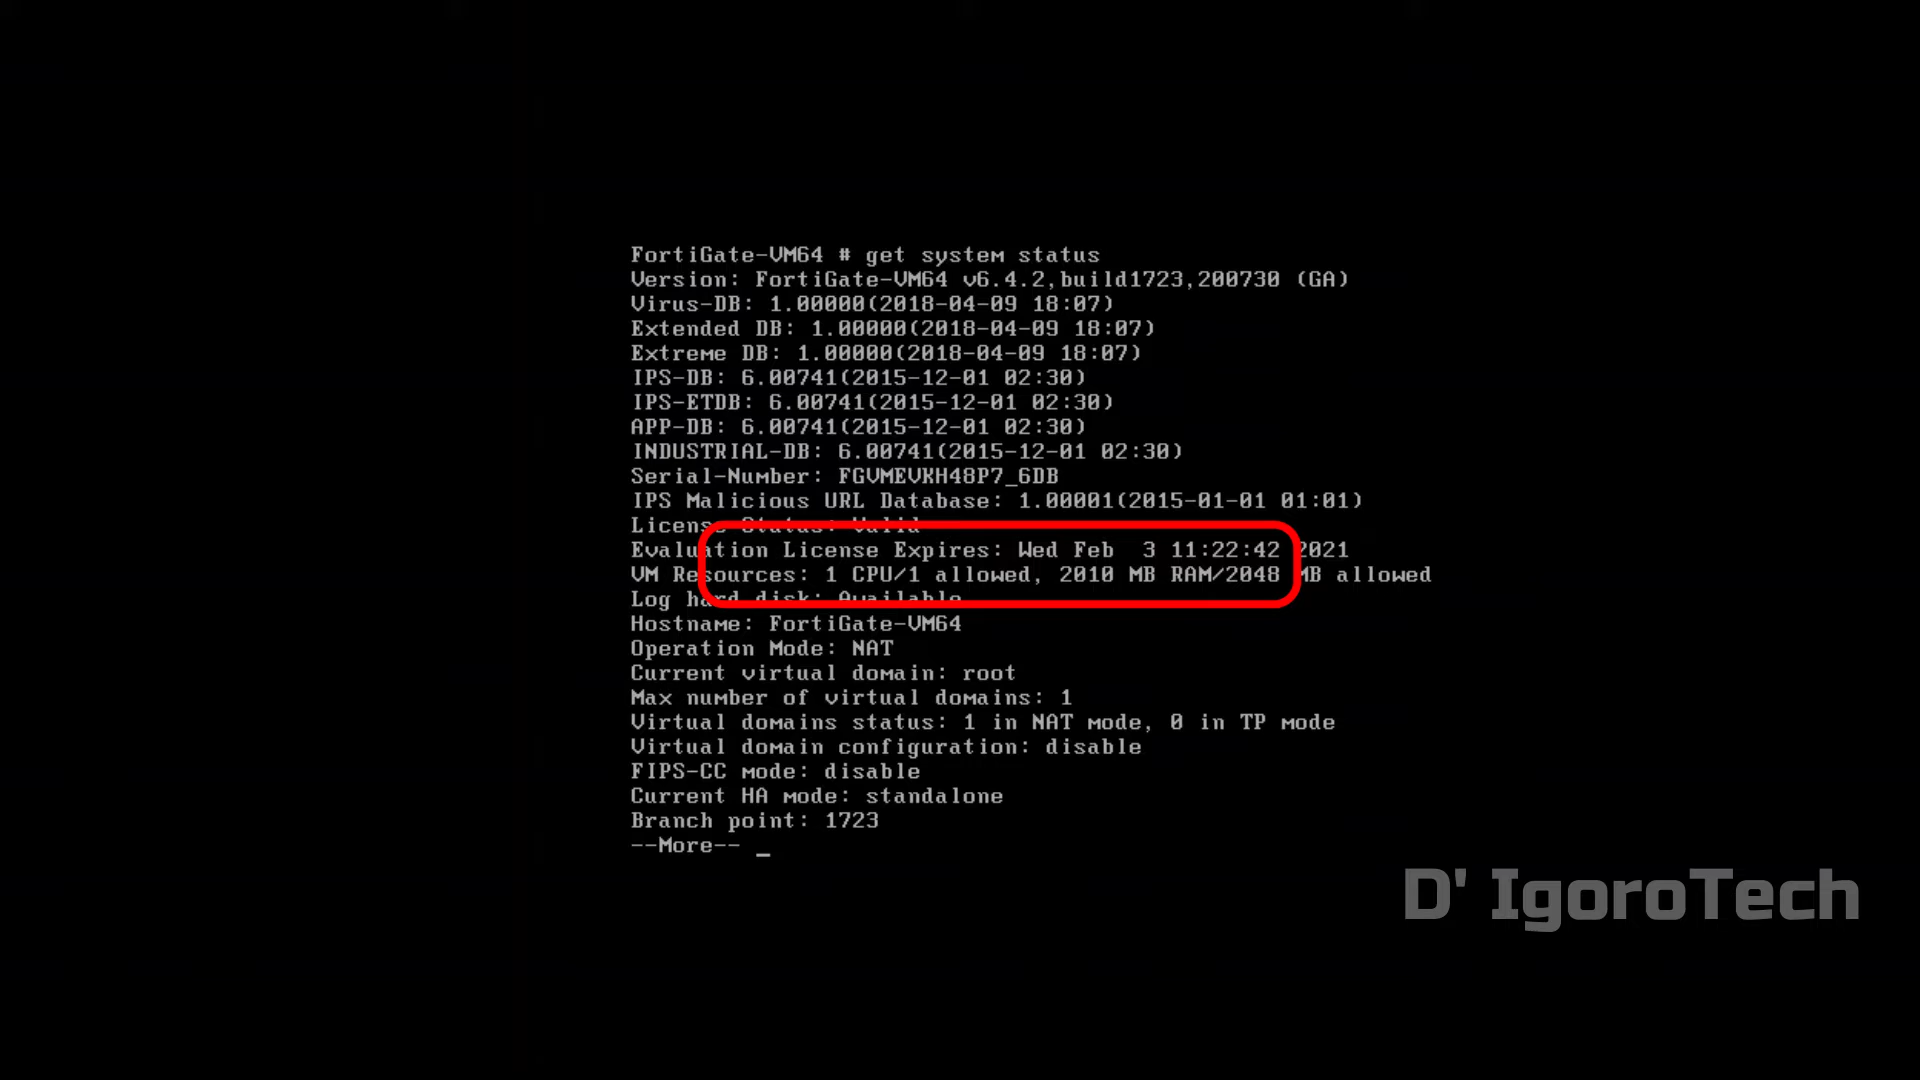 FortiGate-VM64 # get system status
Version: FortiGate-VM64 v6.4.2,build1723,200730 (GA)
Virus-DB: 1.00000(2018-04-09 18:07)
Extended DB: 1.00000(2018-04-09 18:07)
Extreme DB: 1.00000(2018-04-09 18:07)
IPS-DB: 6.00741(2015-12-01 02:30)
IPS-ETDB: 6.00741(2015-12-01 02:30)
APP-DB: 6.00741(2015-12-01 02:30)
INDUSTRIAL-DB: 6.00741(2015-12-01 02:30)
Serial-Number: FGVMEVKH48P7_6DB
IPS Malicious URL Database: 1.00001(2015-01-01 01:01)
License Status: Valid
Evaluation License Expires: Wed Feb  3 11:22:42 2021
VM Resources: 1 CPU/1 allowed, 2010 MB RAM/2048 MB allowed
Log hard disk: Available
Hostname: FortiGate-VM64
Operation Mode: NAT
Current virtual domain: root
Max number of virtual domains: 1
Virtual domains status: 1 in NAT mode, 0 in TP mode
Virtual domain configuration: disable
FIPS-CC mode: disable
Current HA mode: standalone
Branch point: 1723
--More-- _
D' IgoroTech